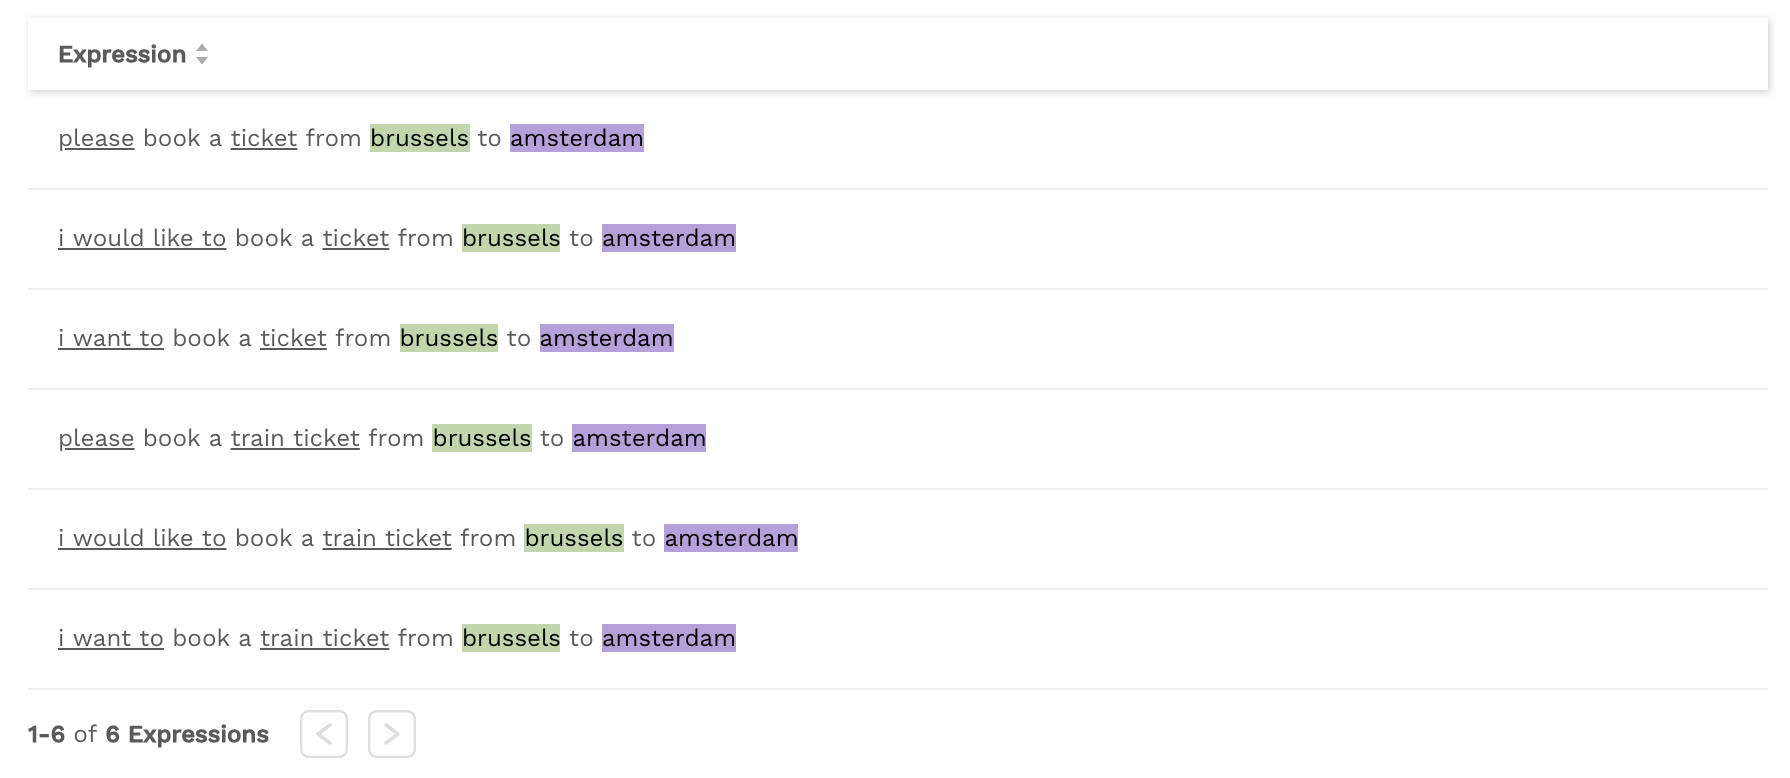 Expression
please book a ticket from brussels to amsterdam
i would like to book a ticket from brussels to amsterdam
i want to book a ticket from brussels to amsterdam
please book a train ticket from brussels to amsterdam
i would like to book a train ticket from brussels to amsterdam
i want to book a train ticket from brussels to amsterdam
1-6 of 6 Expressions